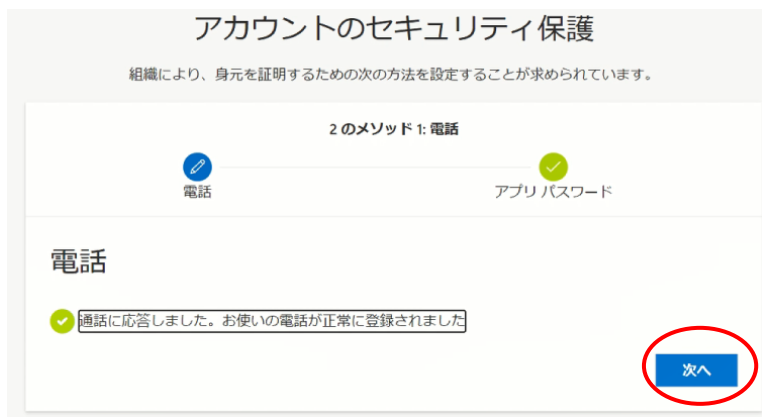 アカウントのセキュリティ保護
組織により、身元を証明するための次の方法を設定することが求められています。
2 のメソッド 1: 電話
電話
アプリ パスワード
電話
通話に応答しました。お使いの電話が正常に登録されました
次へ